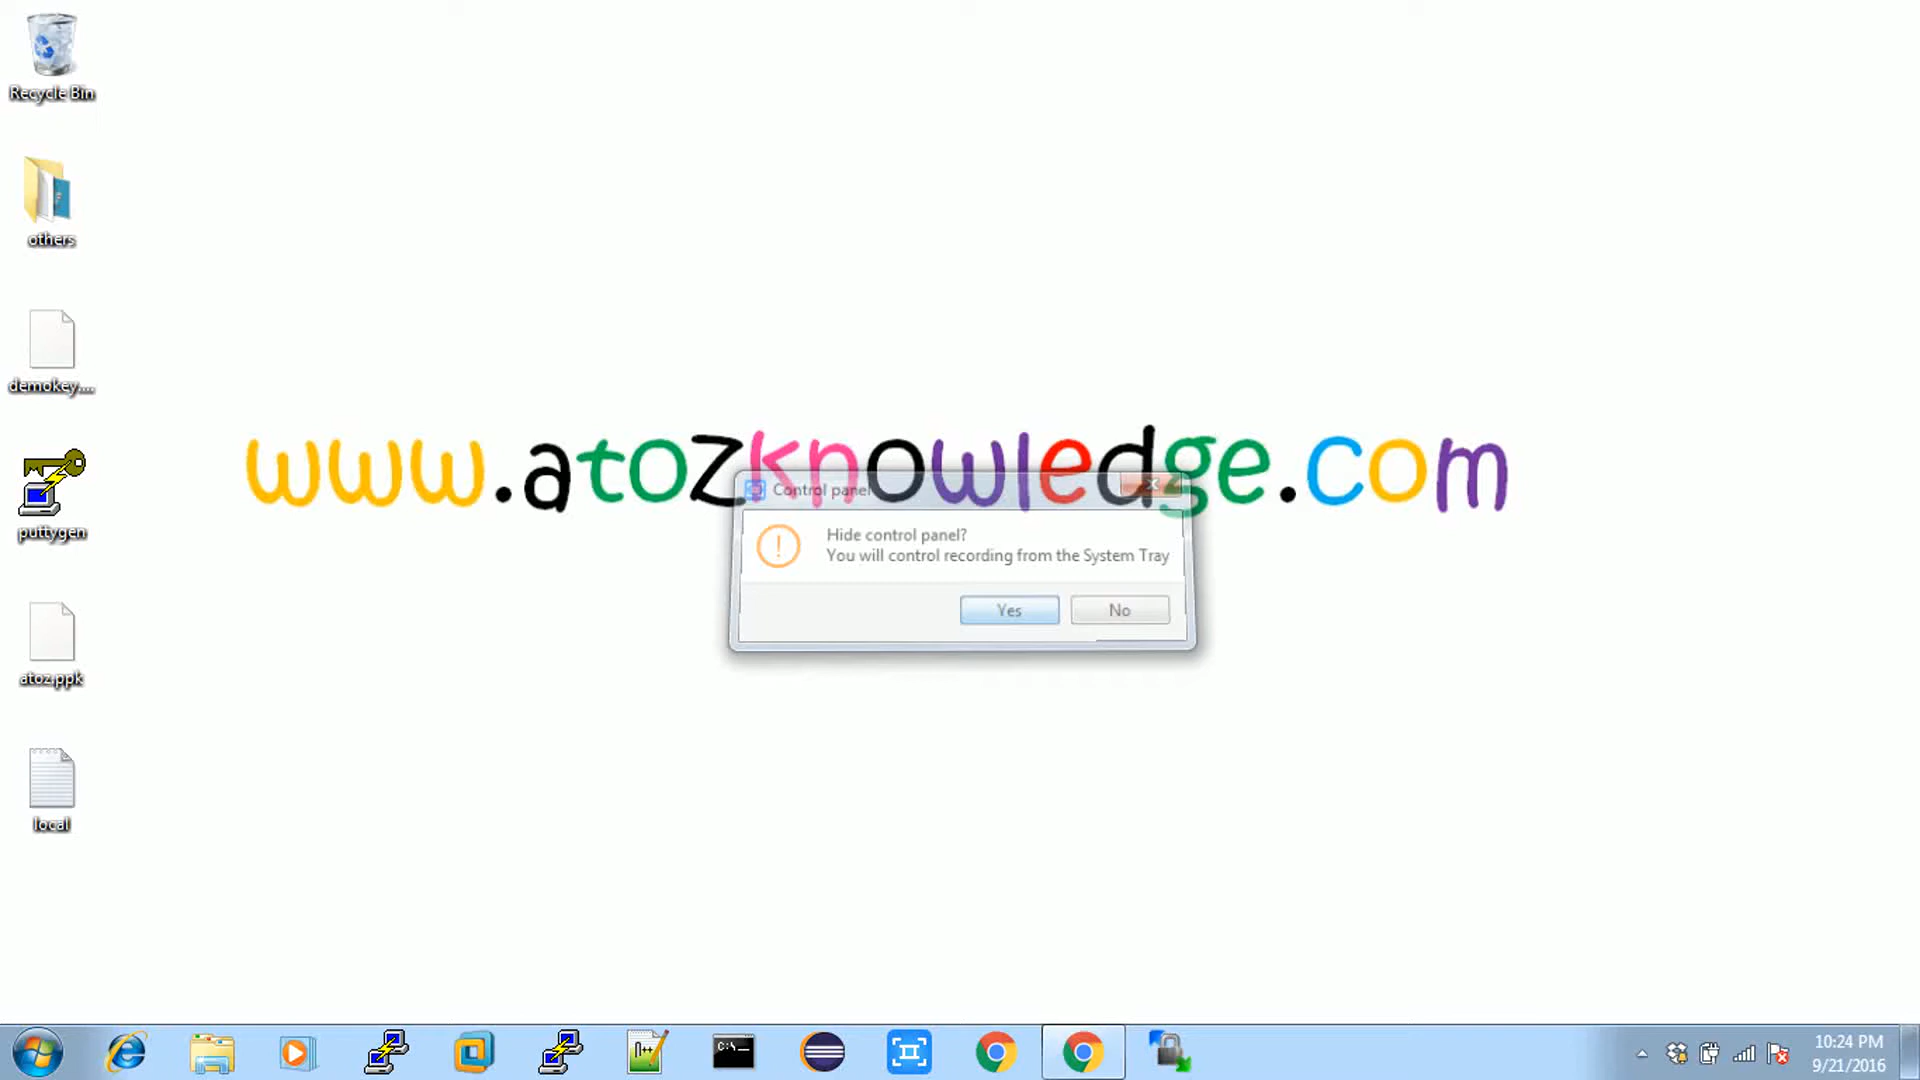 Recycle Bin
others
demokey....
puttygen
atoz.ppk
local
www.atozknowledge.com
Control panel
Hide control panel?
You will control recording from the System Tray
Yes
No
n++
C:\_
10:24 PM
9/21/2016